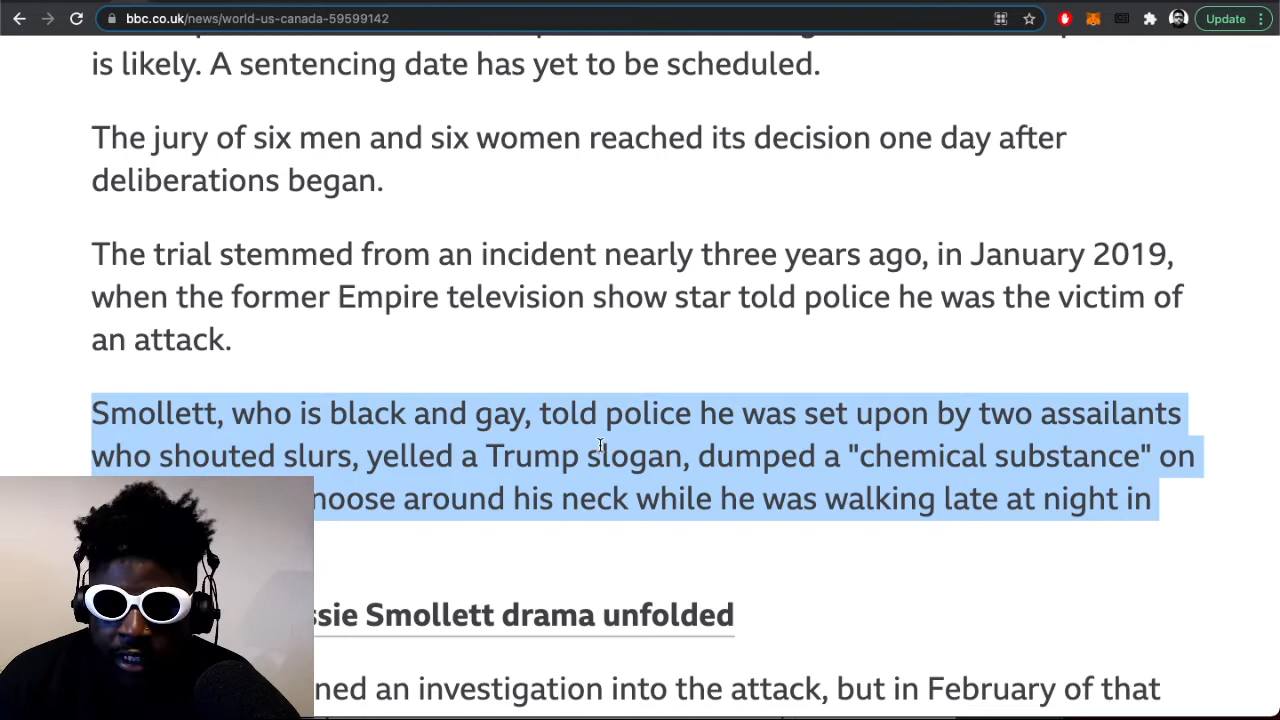 bbc.co.uk/news/world-us-canada-59599142
Update
is likely. A sentencing date has yet to be scheduled.
The jury of six men and six women reached its decision one day after
deliberations began.
The trial stemmed from an incident nearly three years ago, in January 2019,
when the former Empire television show star told police he was the victim of
an attack.
Smollett, who is black and gay, told police he was set upon by two assailants
who shouted slurs, yelled a Trump slogan, dumped a "chemical substance" on
noose around his neck while he was walking late at night in
ssie Smollett drama unfolded
ned an investigation into the attack, but in February of that